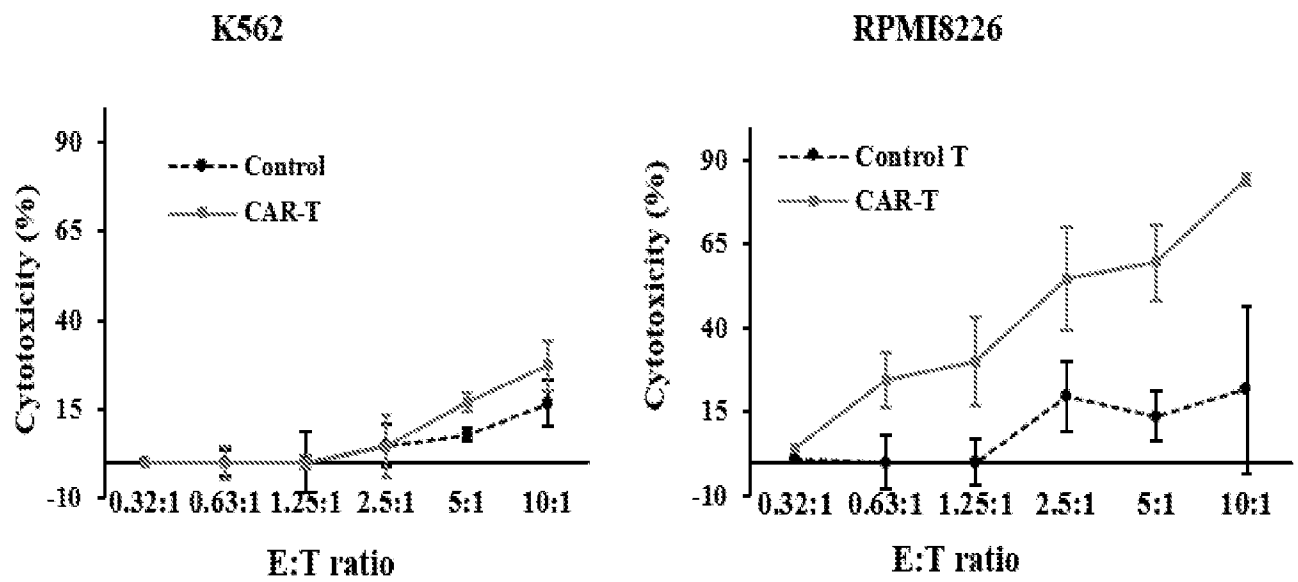 K562
90
65
40
15
-10
Cytotoxicity (%)
Control
CAR-T
0.32:1 0.63:1 1.25:1 2.5:1 5:1 10:1
E:T ratio
RPMI8226
90
65
40
15
-10
Cytotoxicity (%)
Control T
CAR-T
0.32:1 0.63:1 1.25:1 2.5:1 5:1 10:1
E:T ratio